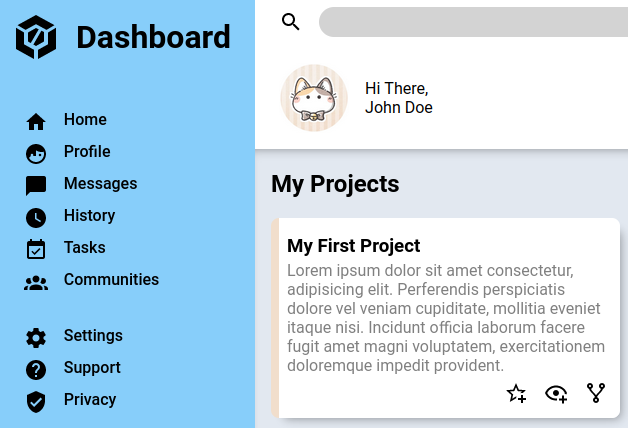 Dashboard
Home
Profile
Messages
History
Tasks
Communities
Settings
Support
Privacy
Hi There,
John Doe
My Projects
My First Project
Lorem ipsum dolor sit amet consectetur,
adipisicing elit. Perferendis perspiciatis
dolore vel veniam cupiditate, mollitia eveniet
itaque nisi. Incidunt officia laborum facere
fugit amet magni voluptatem, exercitationem
doloremque impedit provident.